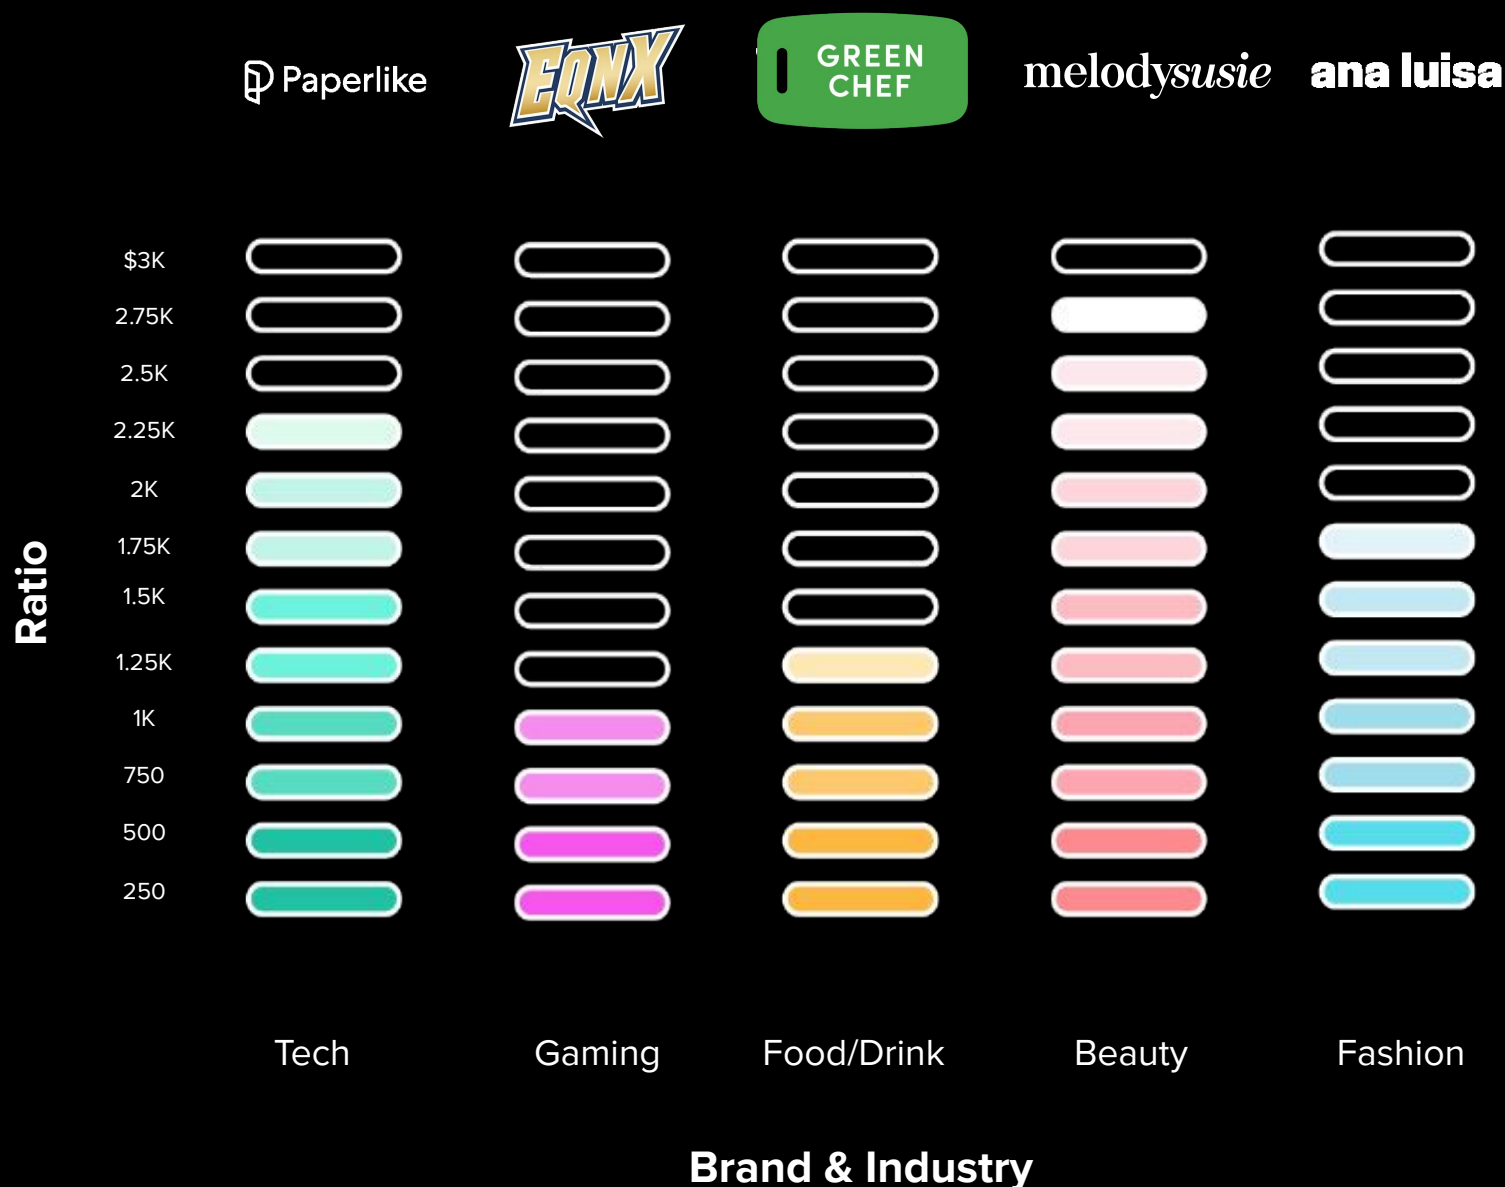 Paperlike
EQNX
GREEN
CHEF
melodysusie
ana luisa
$3K
2.75K
2.5K
2.25K
2K
1.75K
1.5K
1.25K
1K
750
500
250
Ratio
Tech
Gaming
Food/Drink
Beauty
Fashion
Brand & Industry